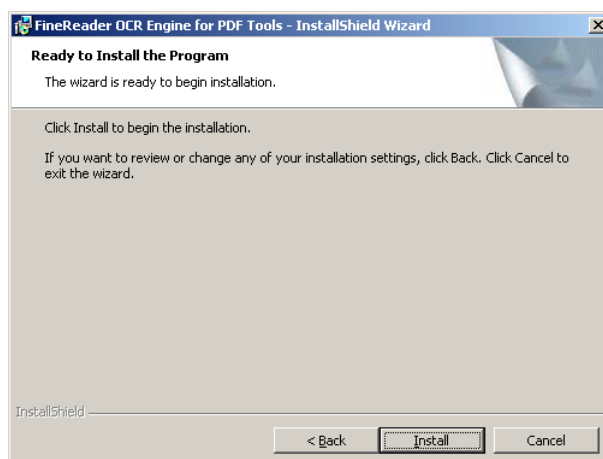 FineReader OCR Engine for PDF Tools - InstallShield Wizard
Ready to Install the Program
The wizard is ready to begin installation.
Click Install to begin the installation.
If you want to review or change any of your installation settings, click Back. Click Cancel to
exit the wizard.
InstallShield
< Back Install Cancel